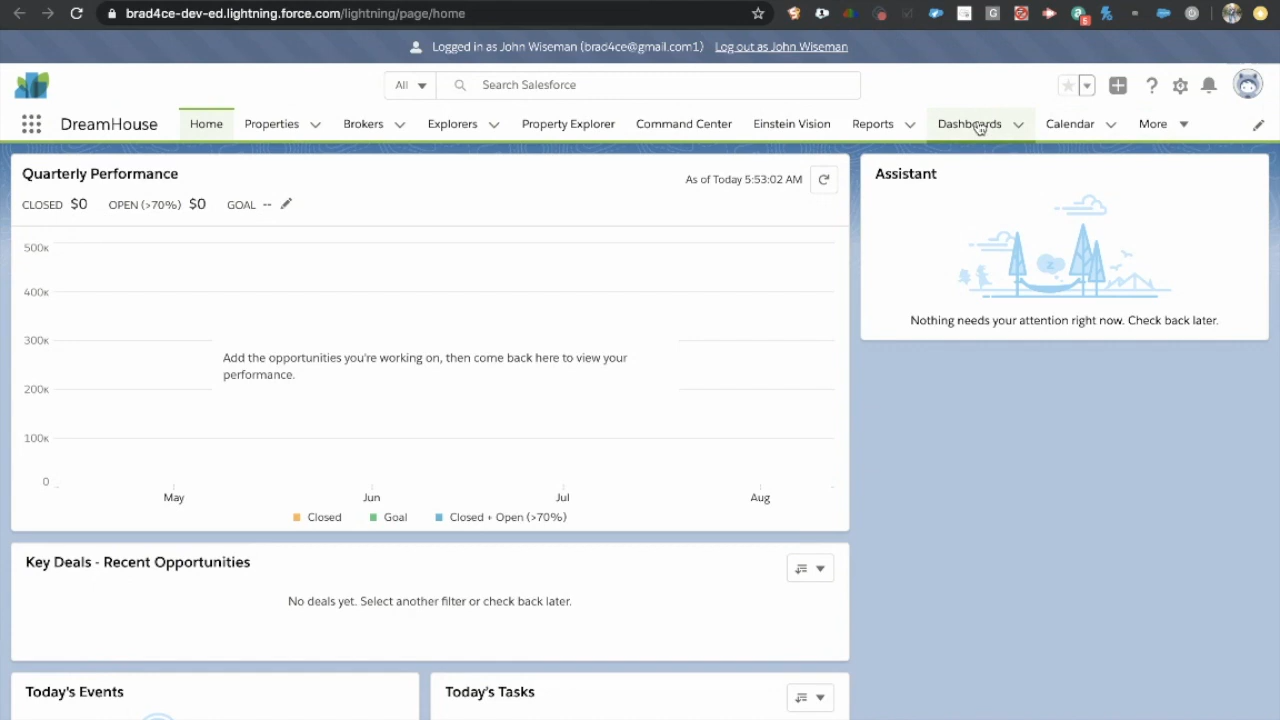 brad4ce-dev-ed.lightning.force.com/lightning/page/home
Logged in as John Wiseman (brad4ce@gmail.com1) Log out as John Wiseman
All Search Salesforce
DreamHouse Home Properties Brokers Explorers Property Explorer Command Center Einstein Vision Reports Dashboards Calendar More
Quarterly Performance
As of Today 5:53:02 AM
CLOSED $0 OPEN (>70%) $0 GOAL --
500K
400K
300K
200K
100K
0
Add the opportunities you're working on, then come back here to view your
performance.
May Jun Jul Aug
Closed Goal Closed + Open (>70%)
Assistant
Nothing needs your attention right now. Check back later.
Key Deals - Recent Opportunities
No deals yet. Select another filter or check back later.
Today's Events
Today's Tasks